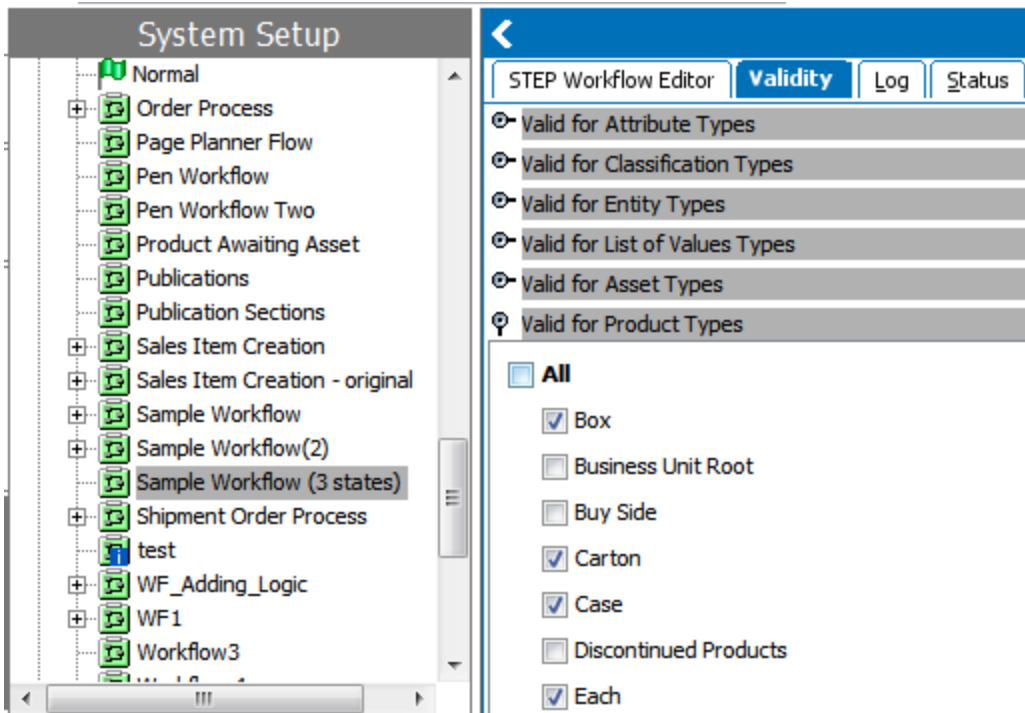 System Setup
Normal
Order Process
Page Planner Flow
Pen Workflow
Pen Workflow Two
Product Awaiting Asset
Publications
Publication Sections
Sales Item Creation
Sales Item Creation - original
Sample Workflow
Sample Workflow(2)
Sample Workflow (3 states)
Shipment Order Process
test
WF_Adding_Logic
WF1
Workflow3
STEP Workflow Editor Validity Log Status
Valid for Attribute Types
Valid for Classification Types
Valid for Entity Types
Valid for List of Values Types
Valid for Asset Types
Valid for Product Types
All
Box
Business Unit Root
Buy Side
Carton
Case
Discontinued Products
Each